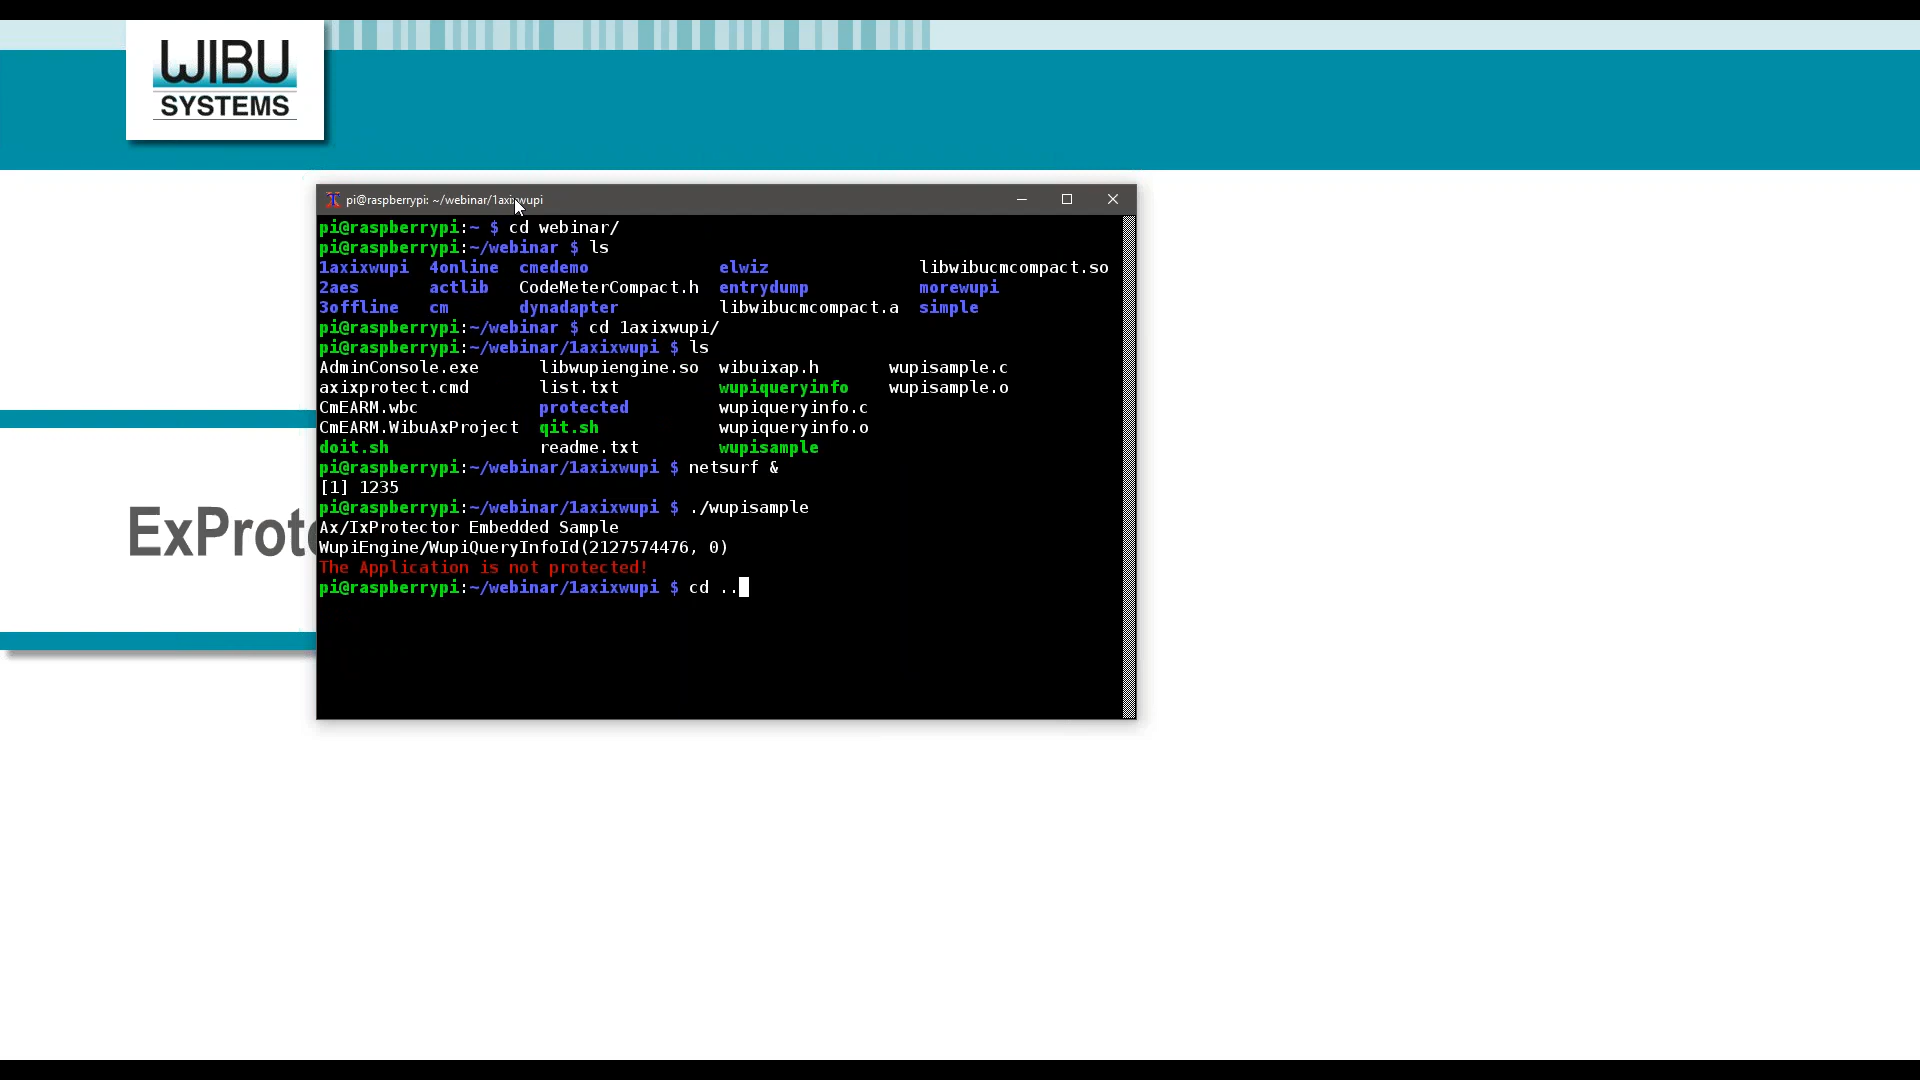 WIBU
SYSTEMS
pi@raspberrypi: ~/webinar/1axixwupi
pi@raspberrypi:~ $ cd webinar/
pi@raspberrypi:~/webinar $ ls
1axixwupi 4online cmedemo elwiz libwibucmcompact.so
2aes actlib CodeMeterCompact.h entrydump morewupi
3offline cm dynadapter libwibucmcompact.a simple
pi@raspberrypi:~/webinar $ cd 1axixwupi/
pi@raspberrypi:~/webinar/1axixwupi $ ls
AdminConsole.exe libwupiengine.so wibuixap.h wupisample.c
axixprotect.cmd list.txt wupiqueryinfo wupisample.o
CmEARM.wbc protected wupiqueryinfo.c
CmEARM.WibuAxProject qit.sh wupiqueryinfo.o
doit.sh readme.txt wupisample
pi@raspberrypi:~/webinar/1axixwupi $ netsurf &
[1] 1235
pi@raspberrypi:~/webinar/1axixwupi $ ./wupisample
Ax/IxProtector Embedded Sample
WupiEngine/WupiQueryInfoId(2127574476, 0)
The Application is not protected!
pi@raspberrypi:~/webinar/1axixwupi $ cd ..
ExProte